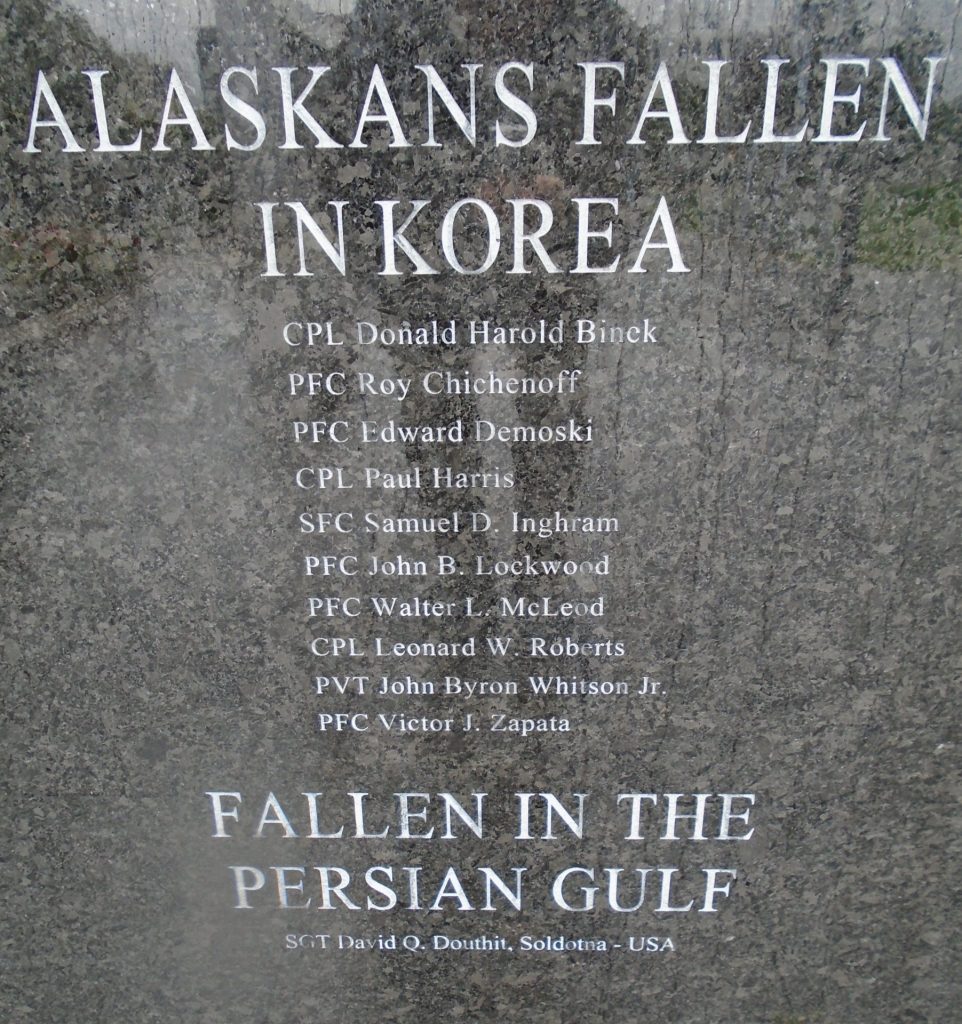 ALASKANS FALLEN
IN KOREA
CPL Donald Harold Binek
PFC Roy Chichenoff
PFC Edward Demoski
CPL Paul Harris
SFC Samuel D. Inghram
PFC John B. Lockwood
PFC Walter L. McLeod
CPL Leonard W. Roberts
PVT John Byron Whitson Jr.
PFC Victor J. Zapata
FALLEN IN THE
PERSIAN GULF
SGT David Q. Douthit, Soldotna - USA